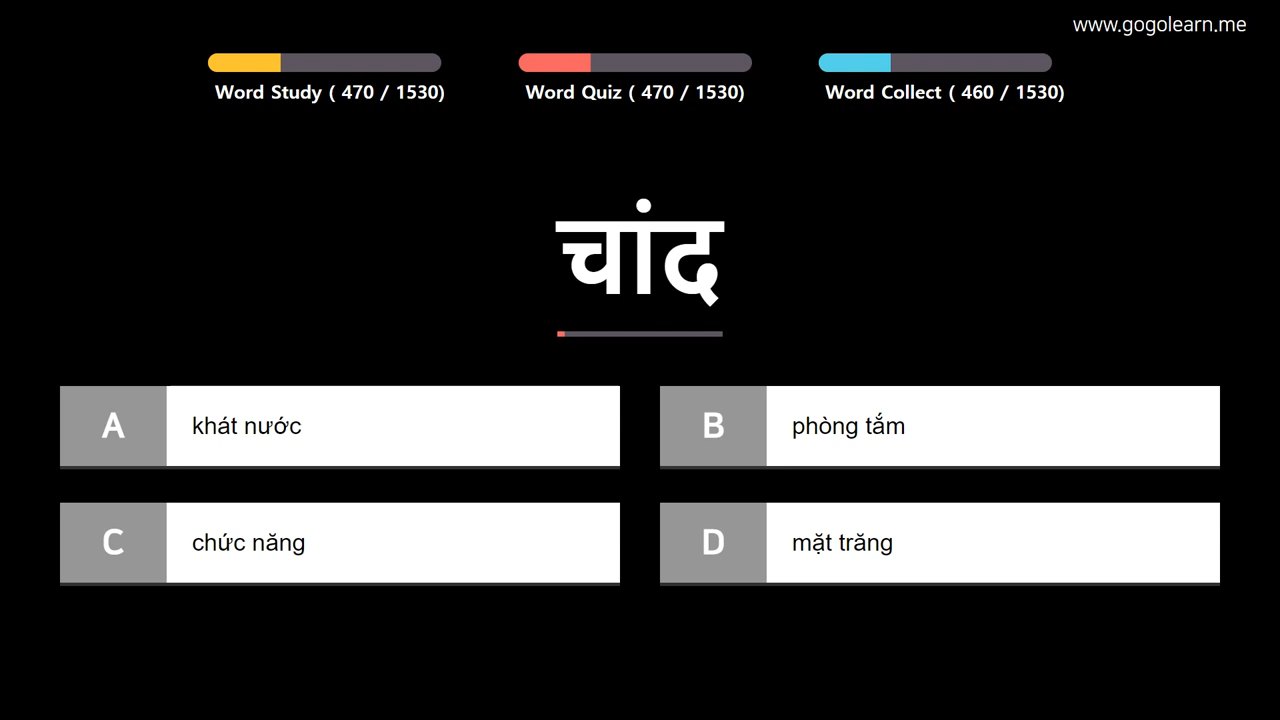 www.gogolearn.me
Word Study ( 470 / 1530)
Word Quiz ( 470 / 1530)
Word Collect ( 460 / 1530)
चांद
A khát nước
B phòng tắm
C chức năng
D mặt trăng